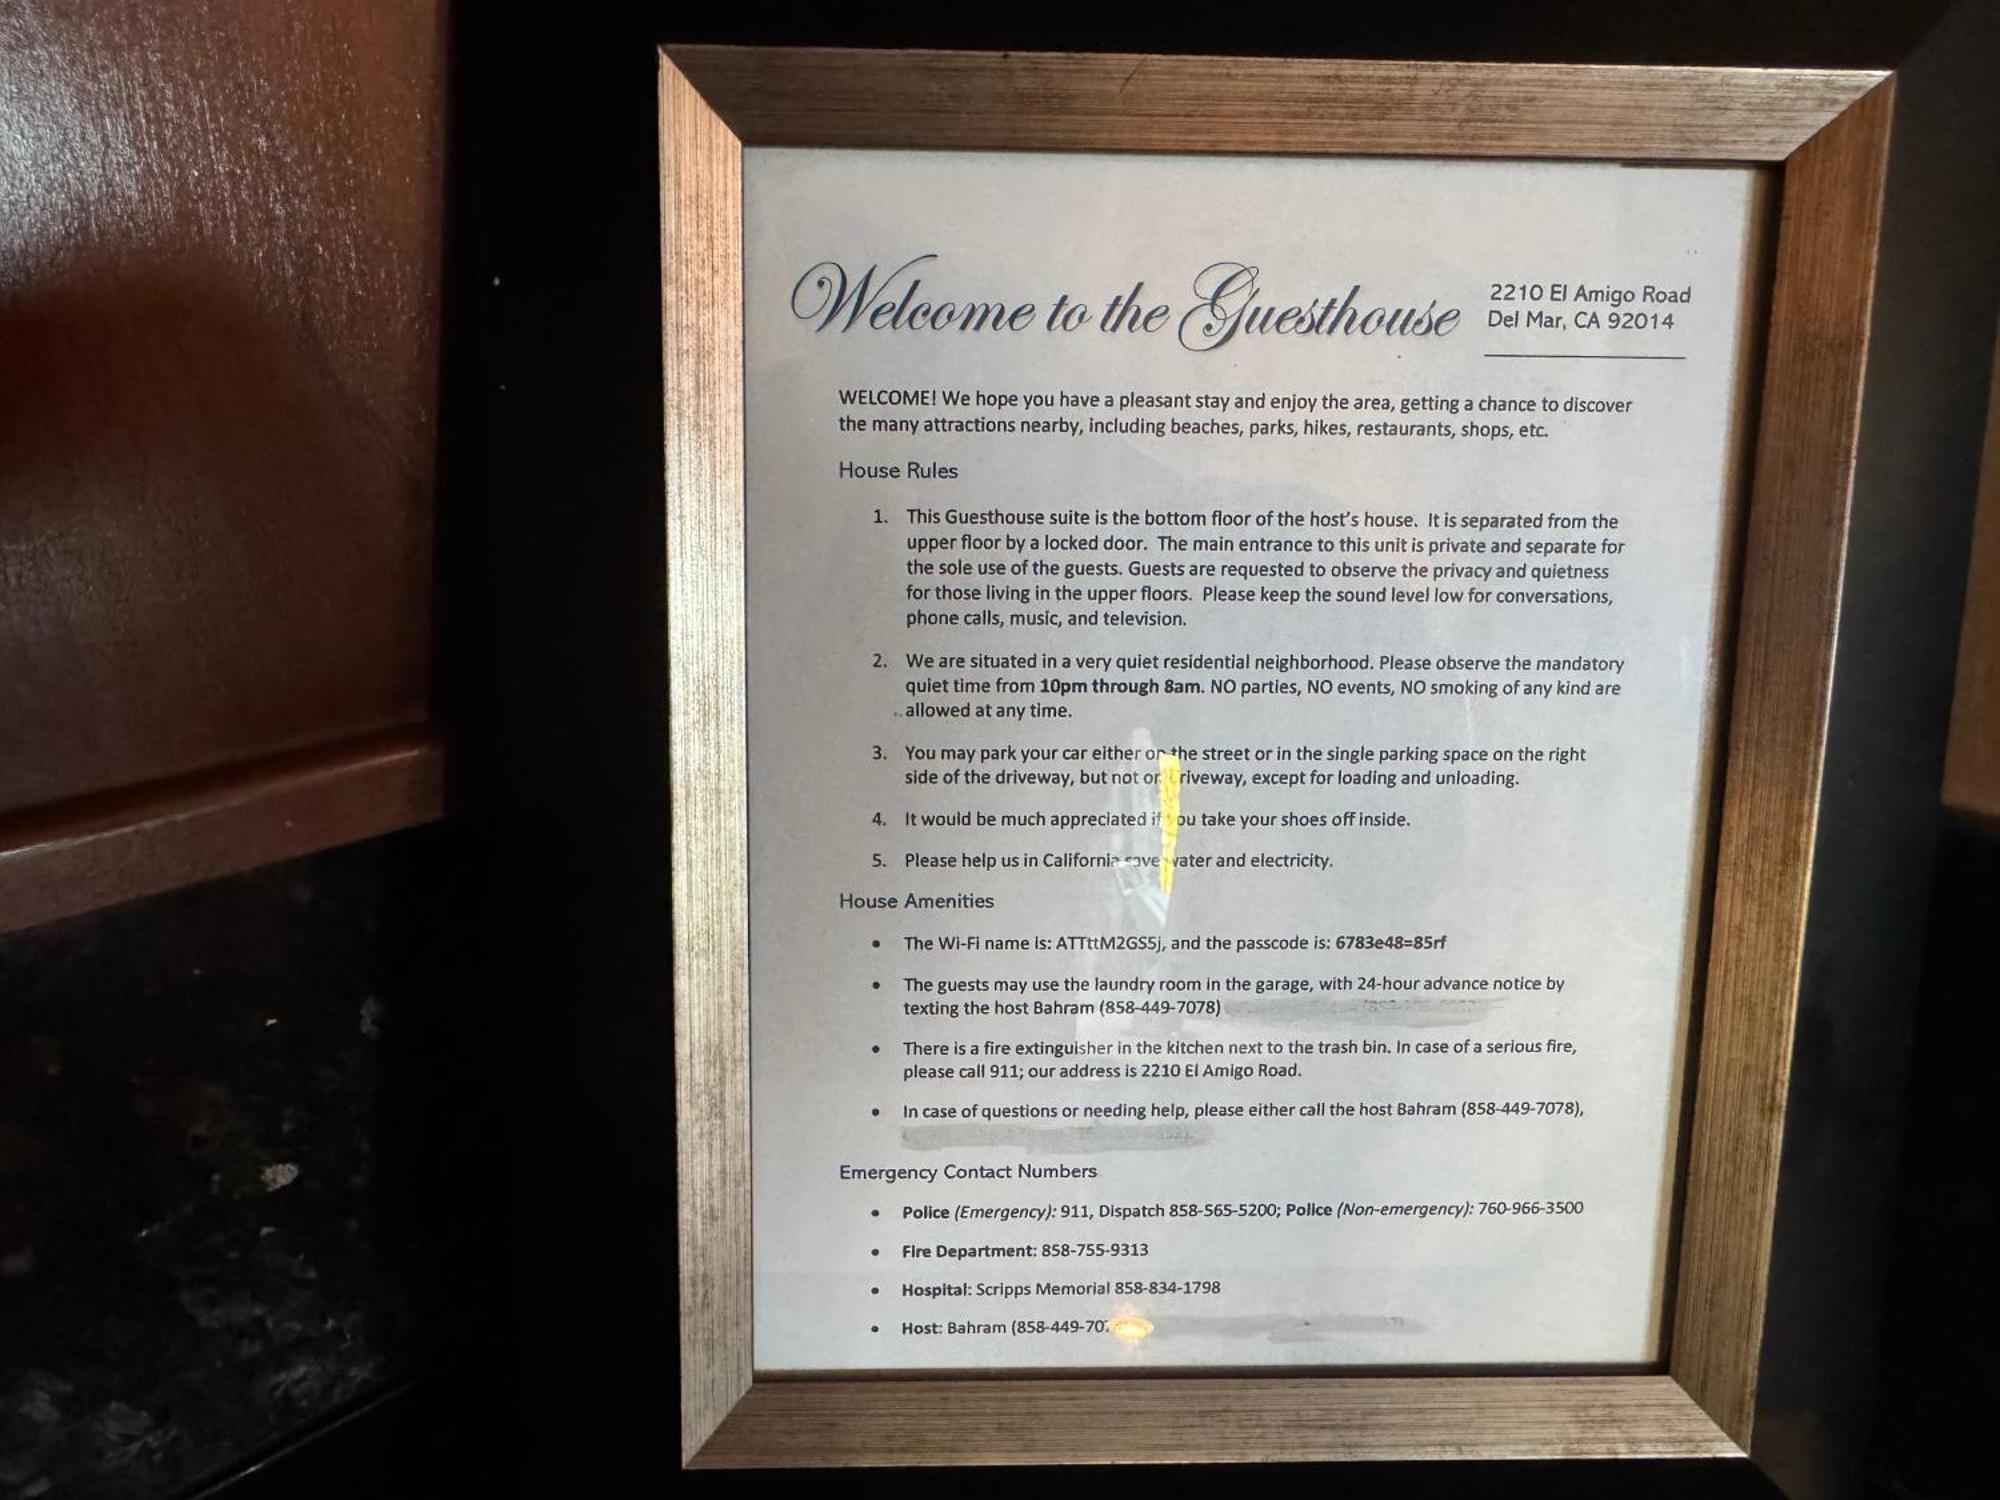 Welcome to the Guesthouse
2210 El Amigo Road
Del Mar, CA 92014
WELCOME! We hope you have a pleasant stay and enjoy the area, getting a chance to discover
the many attractions nearby, including beaches, parks, hikes, restaurants, shops, etc.
House Rules
1. This Guesthouse suite is the bottom floor of the host's house. It is separated from the
upper floor by a locked door. The main entrance to this unit is private and separate for
the sole use of the guests. Guests are requested to observe the privacy and quietness
for those living in the upper floors. Please keep the sound level low for conversations,
phone calls, music, and television.
2. We are situated in a very quiet residential neighborhood. Please observe the mandatory
quiet time from 10pm through 8am. NO parties, NO events, NO smoking of any kind are
allowed at any time.
3. You may park your car either on the street or in the single parking space on the right
side of the driveway, but not on driveway, except for loading and unloading.
4. It would be much appreciated if you take your shoes off inside.
5. Please help us in California save water and electricity.
House Amenities
• The Wi-Fi name is: ATTttM2GS5j, and the passcode is: 6783e48=85rf
• The guests may use the laundry room in the garage, with 24-hour advance notice by
texting the host Bahram (858-449-7078)
• There is a fire extinguisher in the kitchen next to the trash bin. In case of a serious fire,
please call 911; our address is 2210 El Amigo Road.
• In case of questions or needing help, please either call the host Bahram (858-449-7078),
Emergency Contact Numbers
• Police (Emergency): 911, Dispatch 858-565-5200; Police (Non-emergency): 760-966-3500
• Fire Department: 858-755-9313
• Hospital: Scripps Memorial 858-834-1798
• Host: Bahram (858-449-70